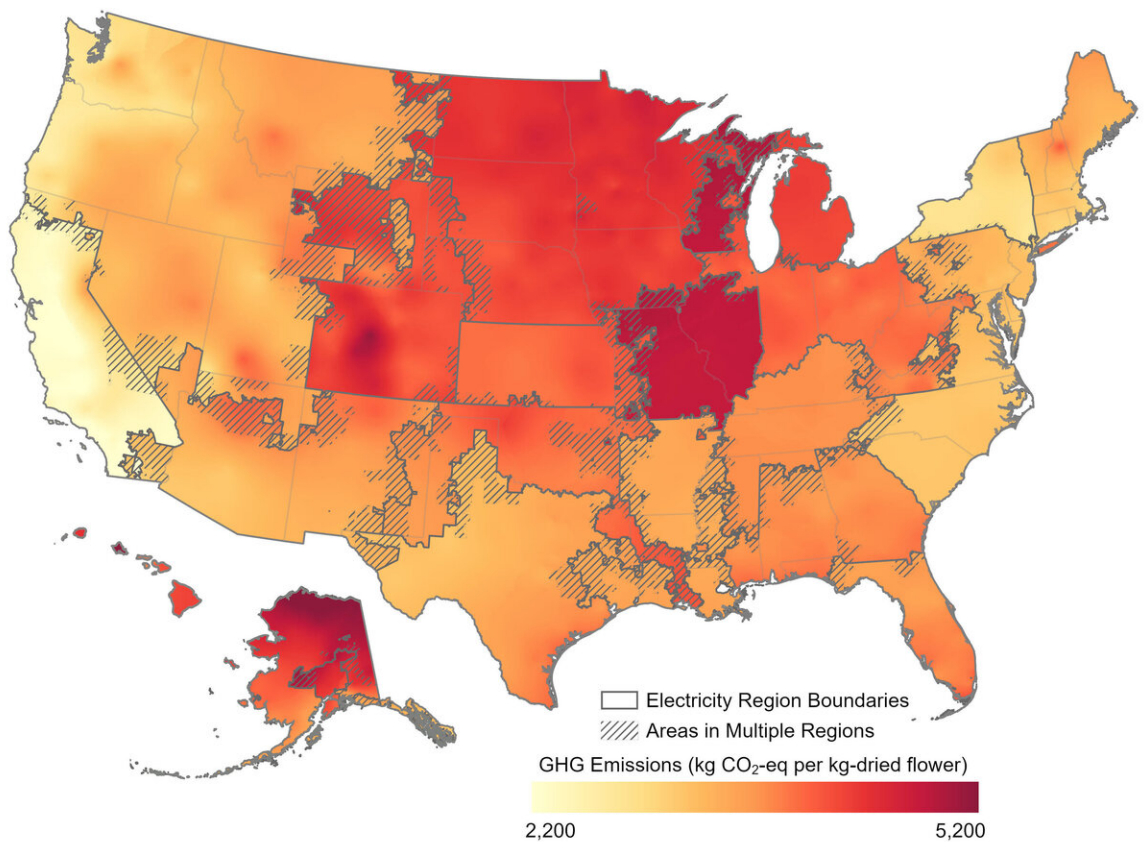 Electricity Region Boundaries
Areas in Multiple Regions
GHG Emissions (kg CO₂-eq per kg-dried flower)
2,200 5,200